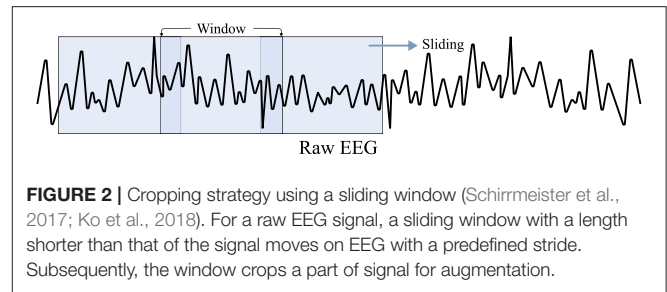 Window
Sliding
Raw EEG
FIGURE 2 | Cropping strategy using a sliding window (Schirrmeister et al.,
2017; Ko et al., 2018). For a raw EEG signal, a sliding window with a length
shorter than that of the signal moves on EEG with a predefined stride.
Subsequently, the window crops a part of signal for augmentation.